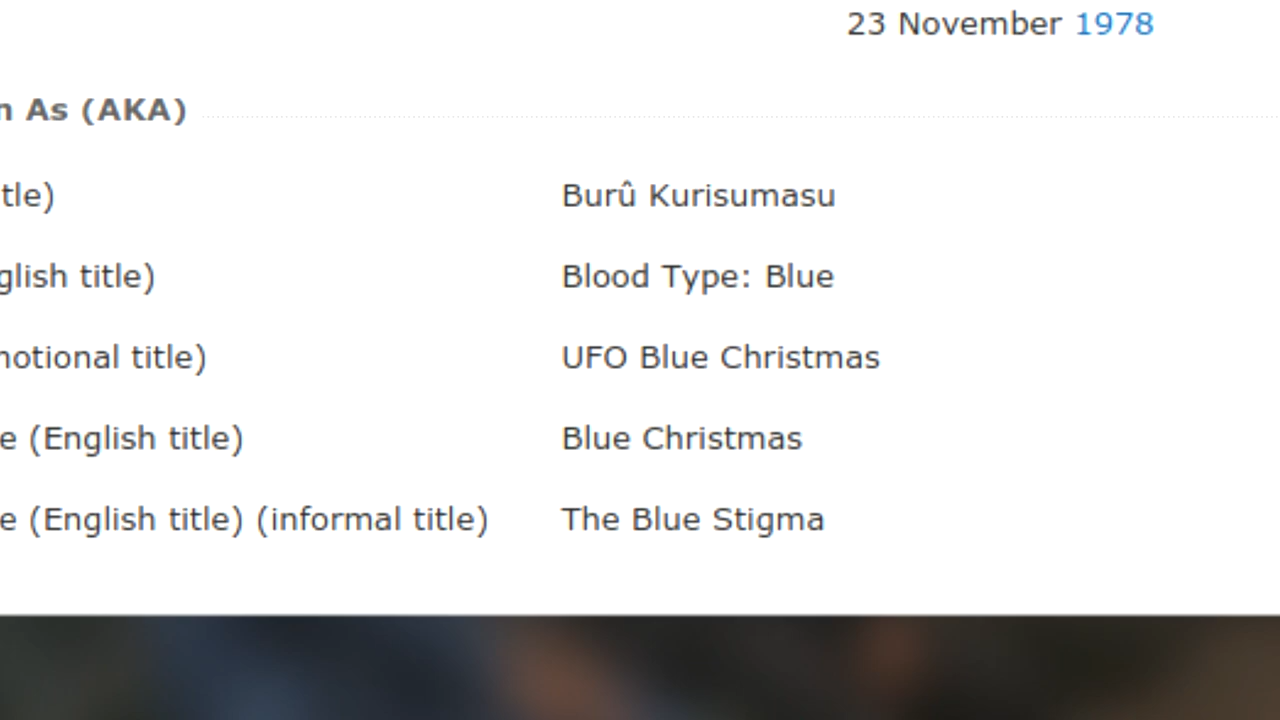 23 November 1978
n As (AKA)
tle) Burû Kurisumasu
glish title) Blood Type: Blue
notional title) UFO Blue Christmas
e (English title) Blue Christmas
e (English title) (informal title) The Blue Stigma